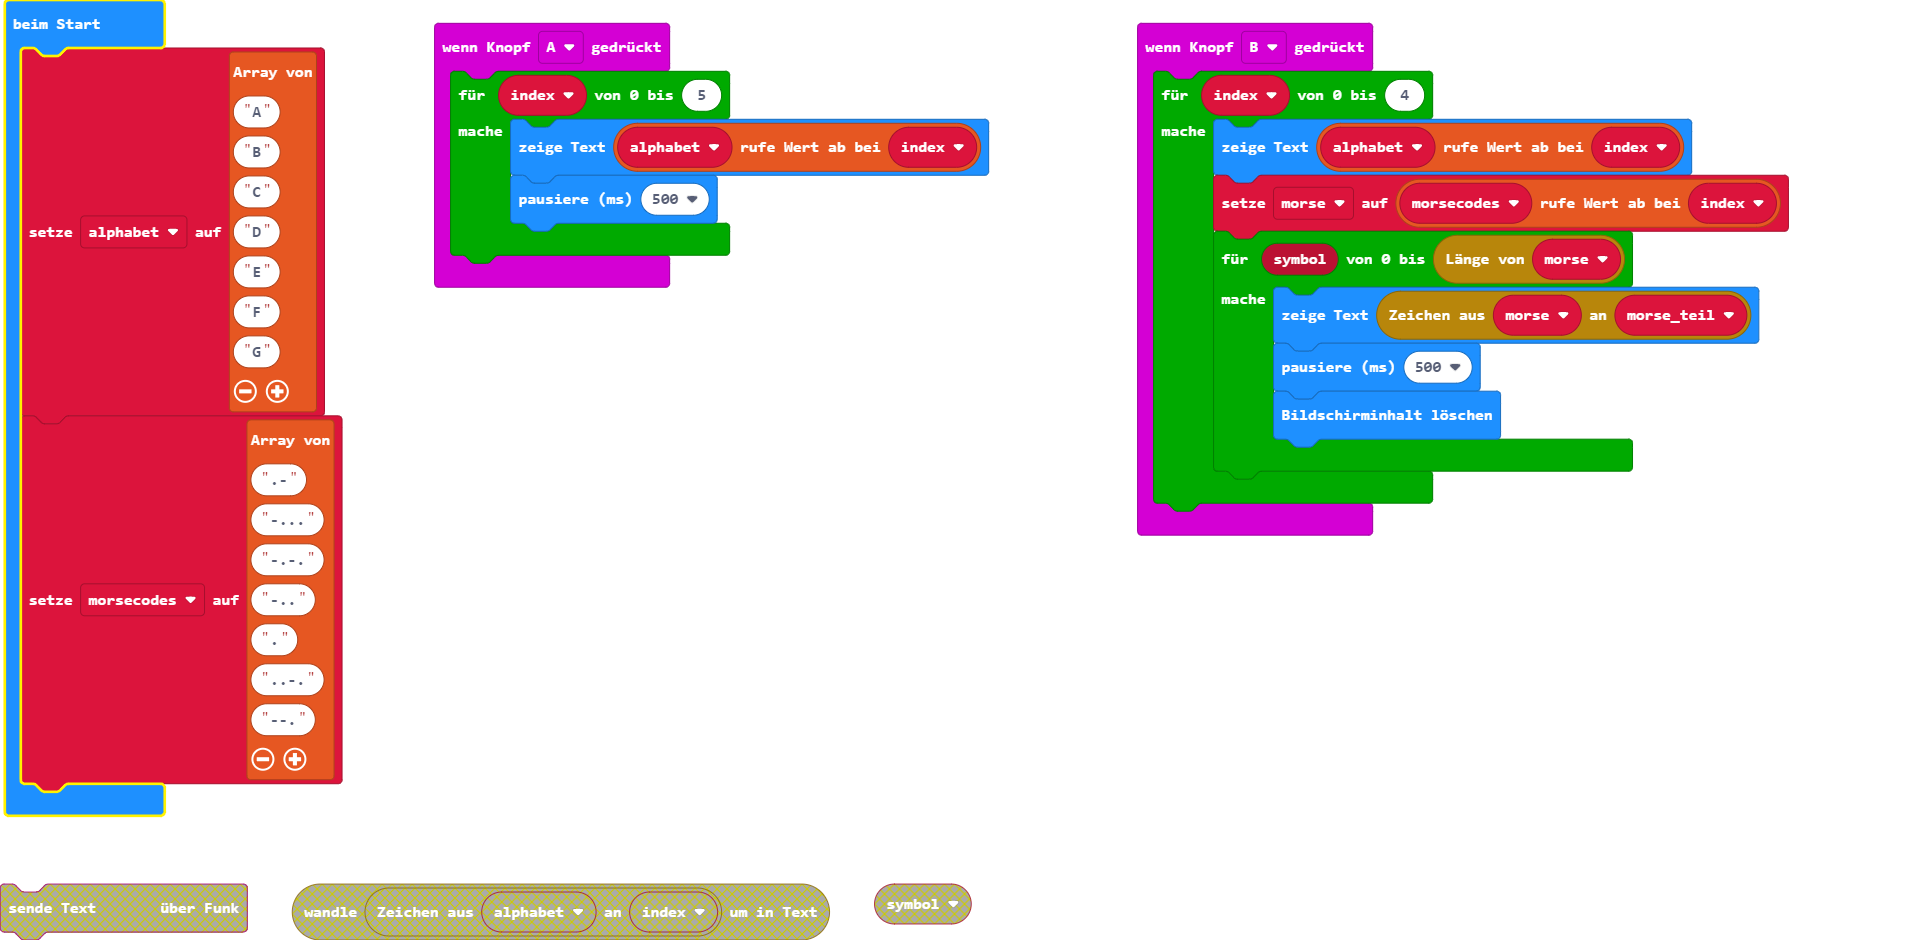 beim Start
setze alphabet auf Array von
"A"
"B"
"C"
"D"
"E"
"F"
"G"
setze morsecodes auf Array von
".-"
"-..."
"-.-."
"-.."
"."
"..-."
"--."
wenn Knopf A gedrückt
für index von 0 bis 5
mache
zeige Text alphabet rufe Wert ab bei index
pausiere (ms) 500
wenn Knopf B gedrückt
für index von 0 bis 4
mache
zeige Text alphabet rufe Wert ab bei index
setze morse auf morsecodes rufe Wert ab bei index
für symbol von 0 bis Länge von morse
mache
zeige Text Zeichen aus morse an morse_teil
pausiere (ms) 500
Bildschirminhalt löschen
sende Text über Funk
wandle Zeichen aus alphabet an index um in Text
symbol